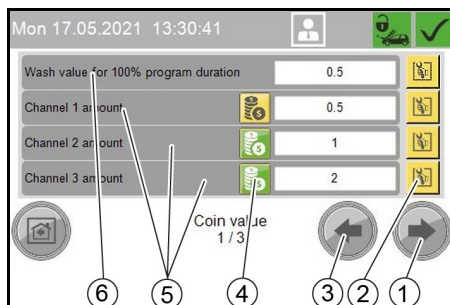 Mon 17.05.2021 13:30:41
Wash value for 100% program duration 0.5
Channel 1 amount 0.5
Channel 2 amount 1
Channel 3 amount 2
Coin value
1 / 3
6 5 4 3 2 1